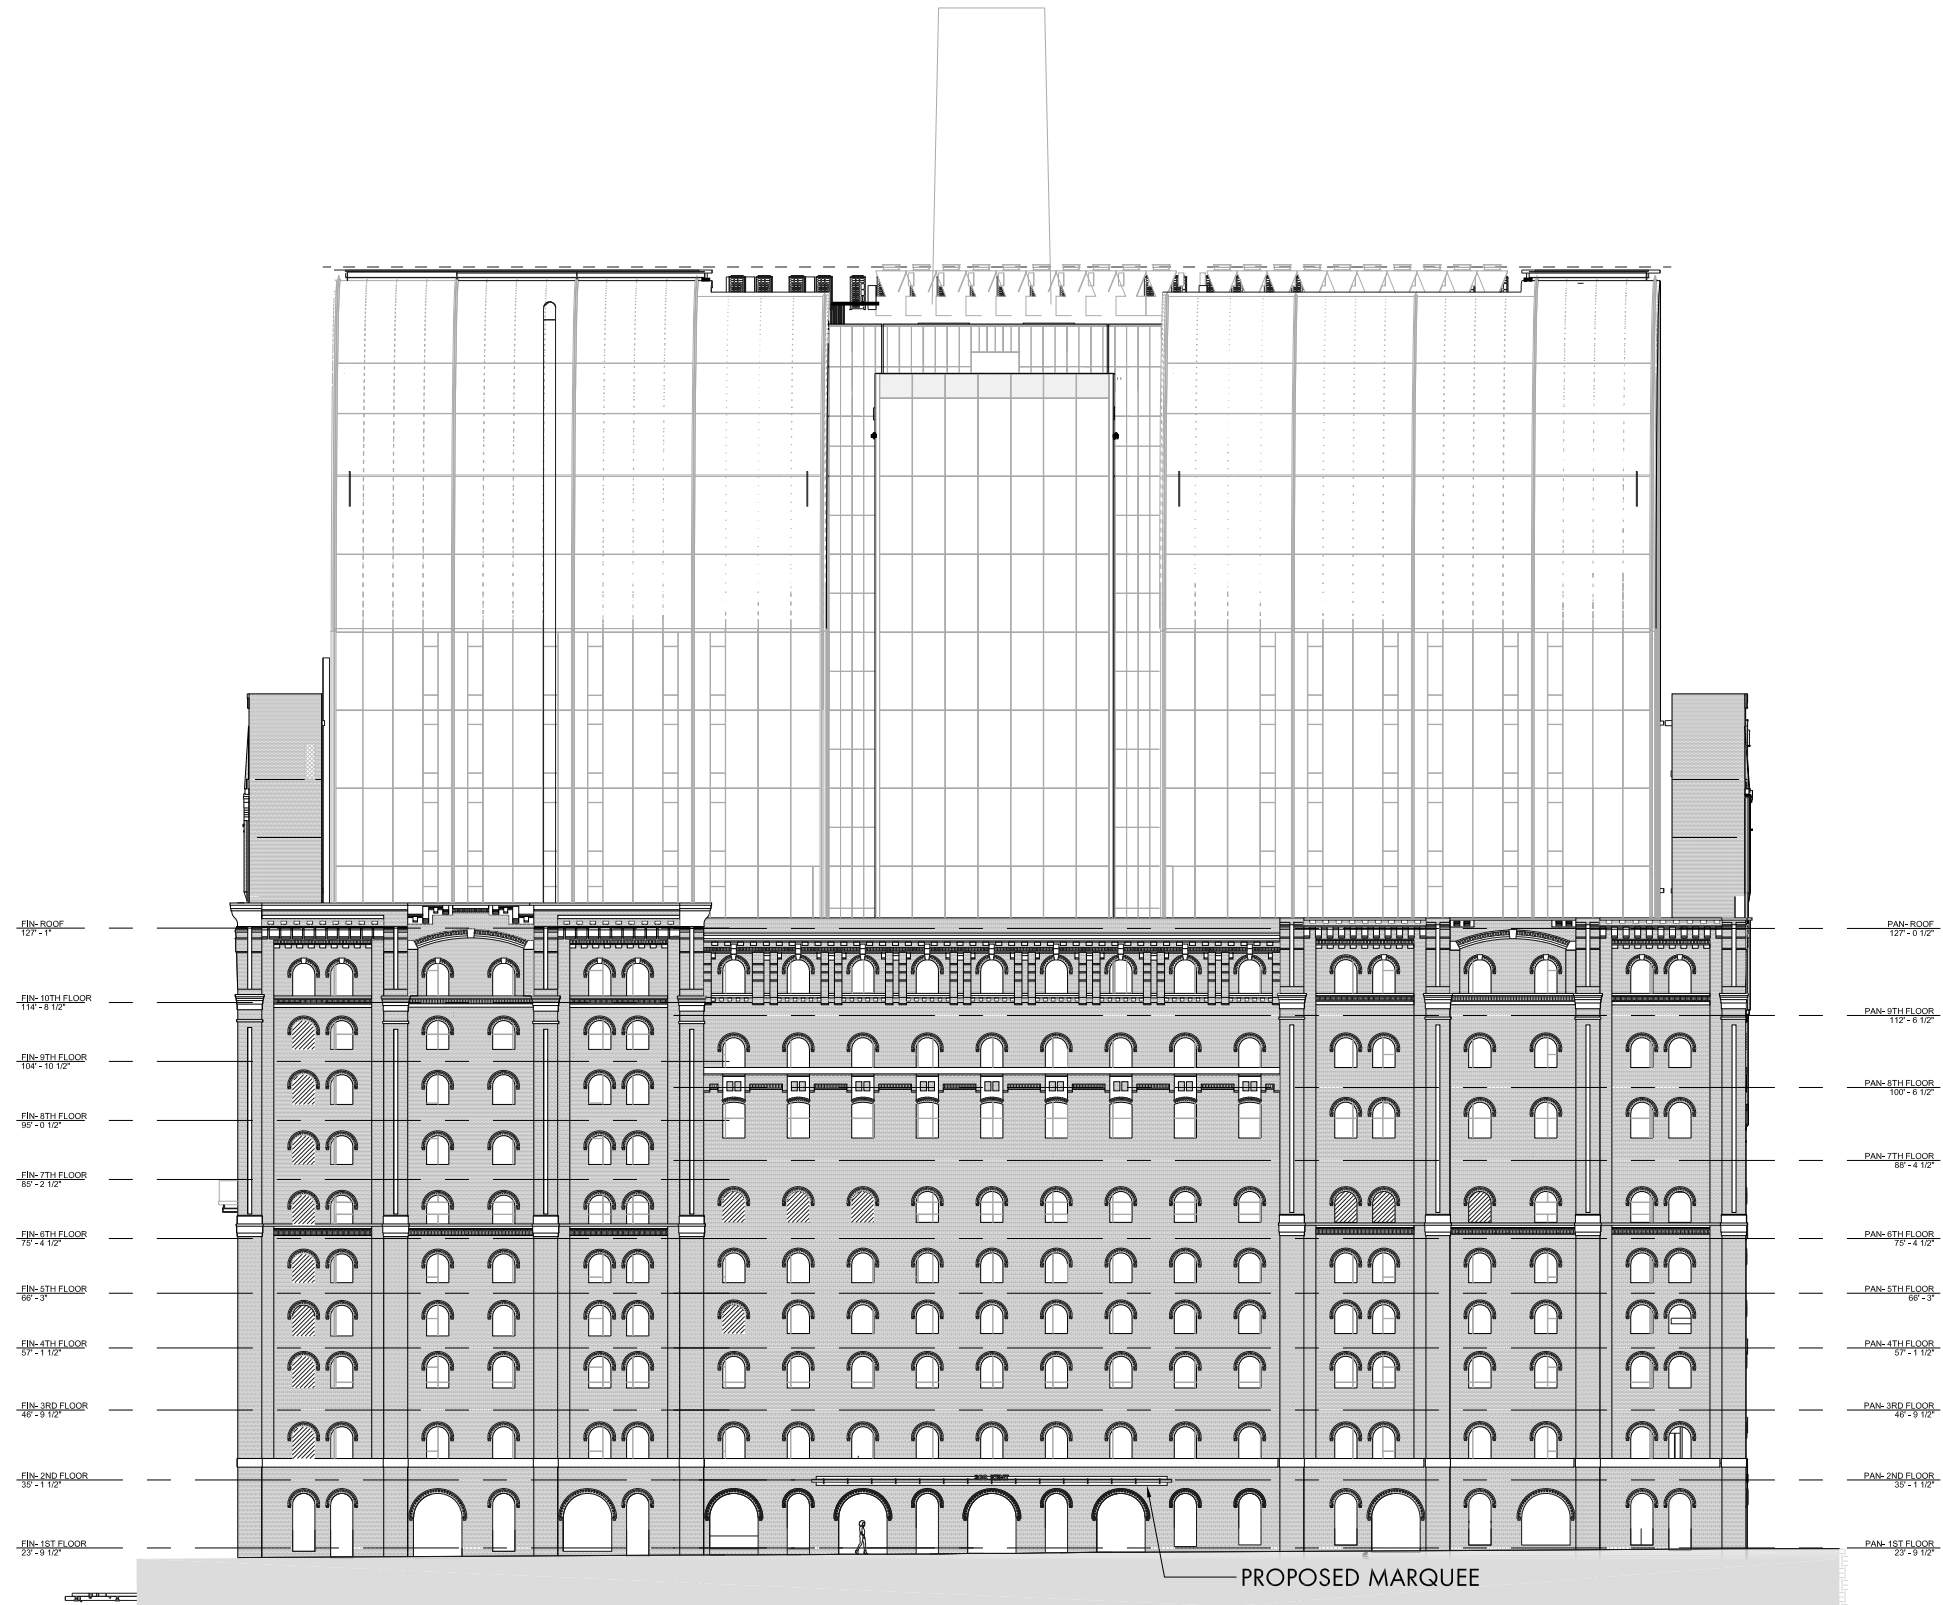 FIN- ROOF
127' - 1"
PAN- ROOF
127' - 0 1/2"
FIN- 10TH FLOOR
114' - 8 1/2"
PAN- 9TH FLOOR
112' - 6 1/2"
FIN- 9TH FLOOR
104' - 10 1/2"
PAN- 8TH FLOOR
100' - 6 1/2"
FIN- 8TH FLOOR
95' - 0 1/2"
PAN- 7TH FLOOR
88' - 4 1/2"
FIN- 7TH FLOOR
85' - 2 1/2"
FIN- 6TH FLOOR
75' - 4 1/2"
PAN- 6TH FLOOR
75' - 4 1/2"
FIN- 5TH FLOOR
66' - 3"
PAN- 5TH FLOOR
66' - 3"
FIN- 4TH FLOOR
57' - 1 1/2"
PAN- 4TH FLOOR
57' - 1 1/2"
FIN- 3RD FLOOR
46' - 9 1/2"
PAN- 3RD FLOOR
46' - 9 1/2"
FIN- 2ND FLOOR
35' - 1 1/2"
PAN- 2ND FLOOR
35' - 1 1/2"
FIN- 1ST FLOOR
23' - 9 1/2"
PAN- 1ST FLOOR
23' - 9 1/2"
PROPOSED MARQUEE